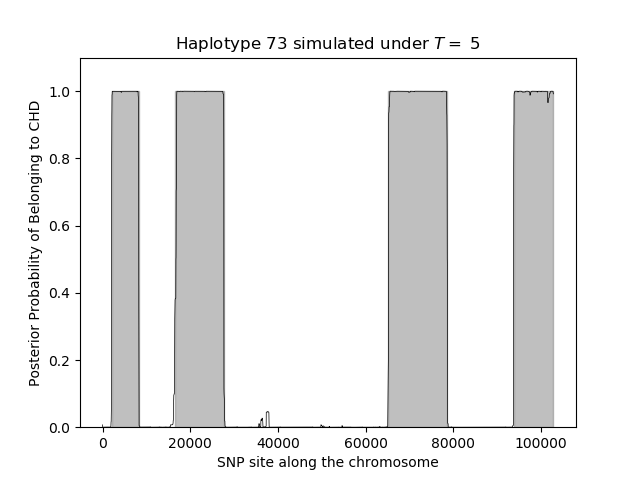 Haplotype 73 simulated under T = 5
Posterior Probability of Belonging to CHD
1.0
0.8
0.6
0.4
0.2
0.0
0 20000 40000 60000 80000 100000
SNP site along the chromosome